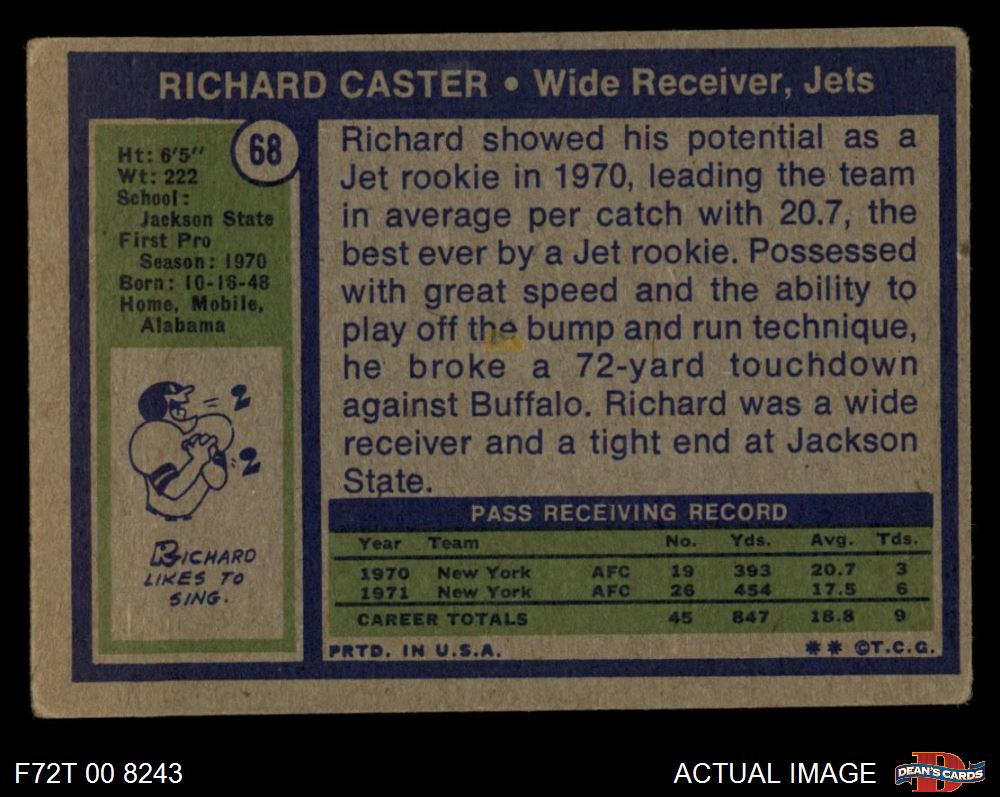 RICHARD CASTER • Wide Receiver, Jets
68
Ht: 6'5"
Wt: 222
School:
Jackson State
First Pro
Season: 1970
Born: 10-16-48
Home, Mobile,
Alabama
2
2
RICHARD
LIKES TO
SING.
Richard showed his potential as a
Jet rookie in 1970, leading the team
in average per catch with 20.7, the
best ever by a Jet rookie. Possessed
with great speed and the ability to
play off the bump and run technique,
he broke a 72-yard touchdown
against Buffalo. Richard was a wide
receiver and a tight end at Jackson
State.
PASS RECEIVING RECORD
Year Team No. Yds. Avg. Tds.
1970 New York AFC 19 393 20.7 3
1971 New York AFC 26 454 17.5 6
CAREER TOTALS 45 847 18.8 9
PRTD. IN U.S.A. ** ©T.C.G.
F72T 00 8243
ACTUAL IMAGE
D
DEAN'S CARDS